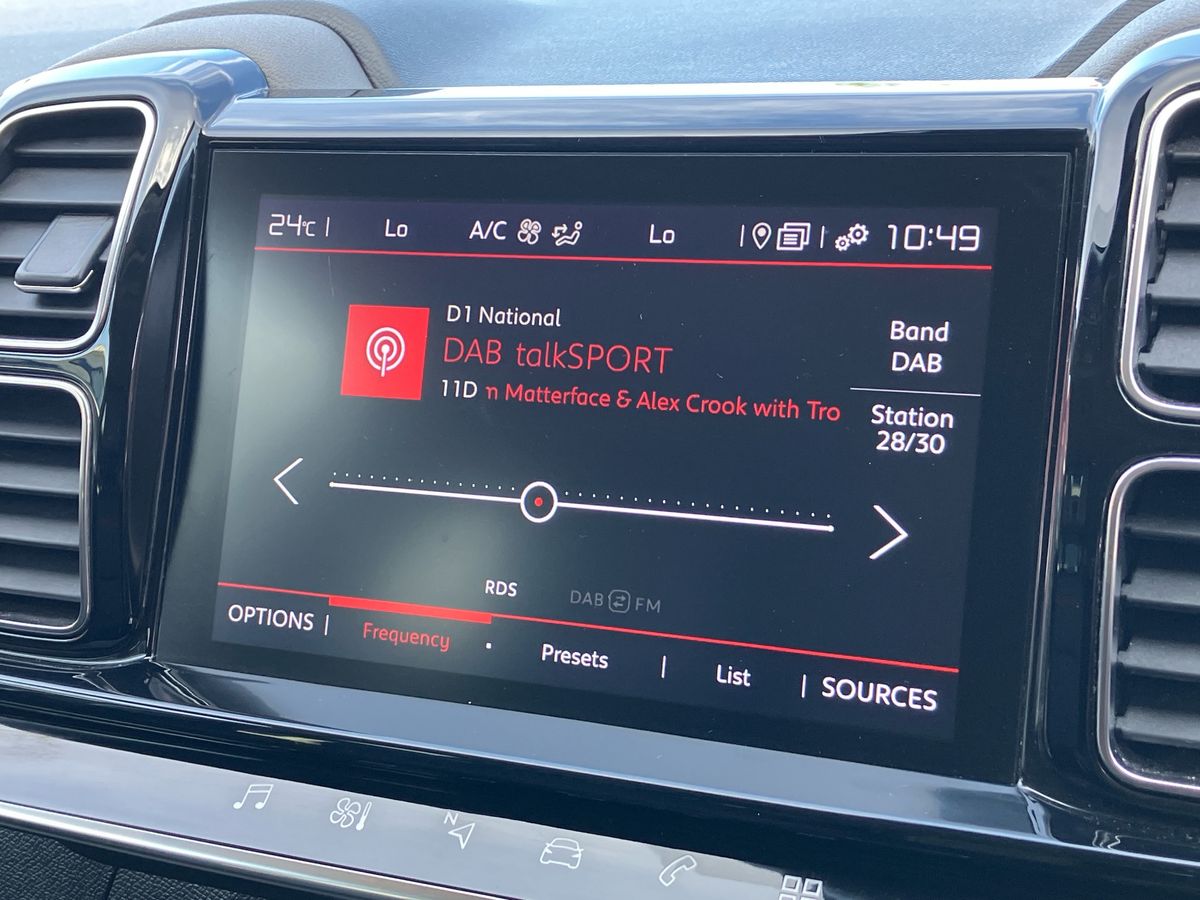 24°C | Lo A/C Lo | | 10:49
D1 National
DAB talkSPORT
11D n Matterface & Alex Crook with Tro
Band
DAB
Station
28/30
RDS DAB FM
OPTIONS | Frequency Presets | List | SOURCES
N